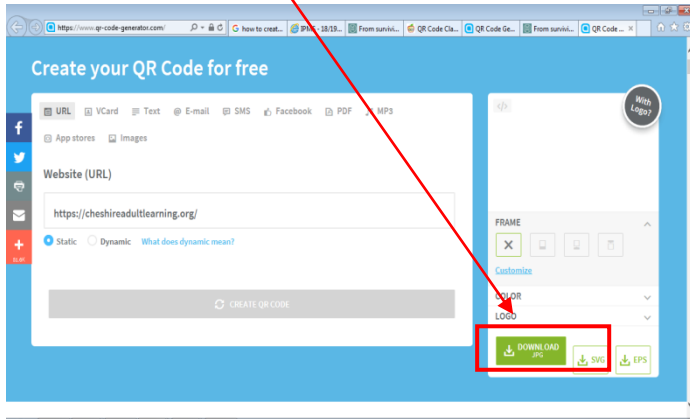 https://www.qr-code-generator.com/
G how to creat...
JPME - 18/19...
From survivi...
QR Code Cla...
QR Code Ge...
From survivi...
QR Code ...
Create your QR Code for free
URL VCard Text @ E-mail SMS Facebook PDF MP3
App stores Images
With Logo?
Website (URL)
https://cheshireadultlearning.org/
Static Dynamic What does dynamic mean?
CREATE QR CODE
FRAME
Customize
COLOR
LOGO
DOWNLOAD
JPG
SVG
EPS